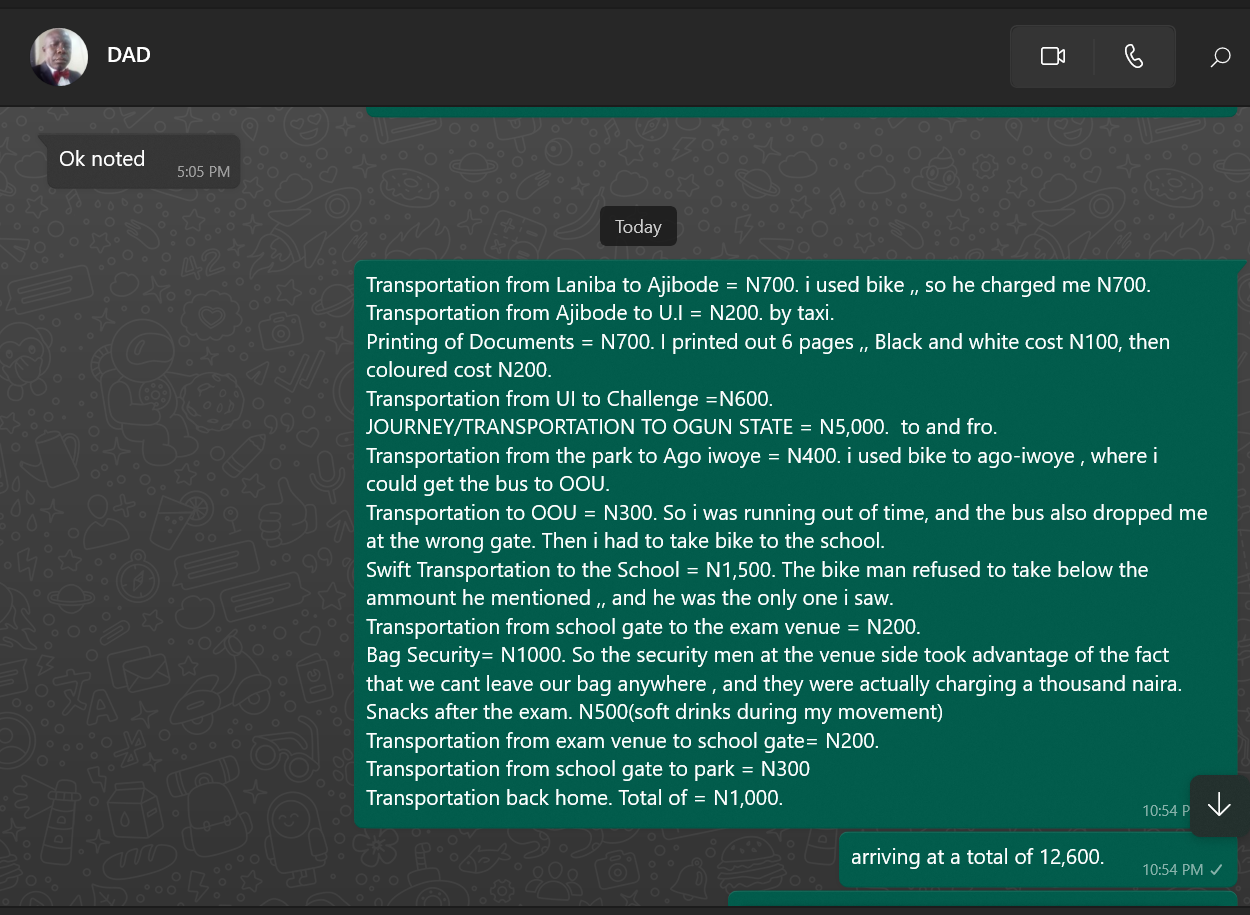 DAD
Ok noted
5:05 PM
Today
Transportation from Laniba to Ajibode = N700. i used bike ,, so he charged me N700.
Transportation from Ajibode to U.I = N200. by taxi.
Printing of Documents = N700. I printed out 6 pages ,, Black and white cost N100, then
coloured cost N200.
Transportation from UI to Challenge =N600.
JOURNEY/TRANSPORTATION TO OGUN STATE = N5,000.  to and fro.
Transportation from the park to Ago iwoye = N400. i used bike to ago-iwoye , where i
could get the bus to OOU.
Transportation to OOU = N300. So i was running out of time, and the bus also dropped me
at the wrong gate. Then i had to take bike to the school.
Swift Transportation to the School = N1,500. The bike man refused to take below the
ammount he mentioned ,, and he was the only one i saw.
Transportation from school gate to the exam venue = N200.
Bag Security= N1000. So the security men at the venue side took advantage of the fact
that we cant leave our bag anywhere , and they were actually charging a thousand naira.
Snacks after the exam. N500(soft drinks during my movement)
Transportation from exam venue to school gate= N200.
Transportation from school gate to park = N300
Transportation back home. Total of = N1,000.
10:54 P
arriving at a total of 12,600.
10:54 PM